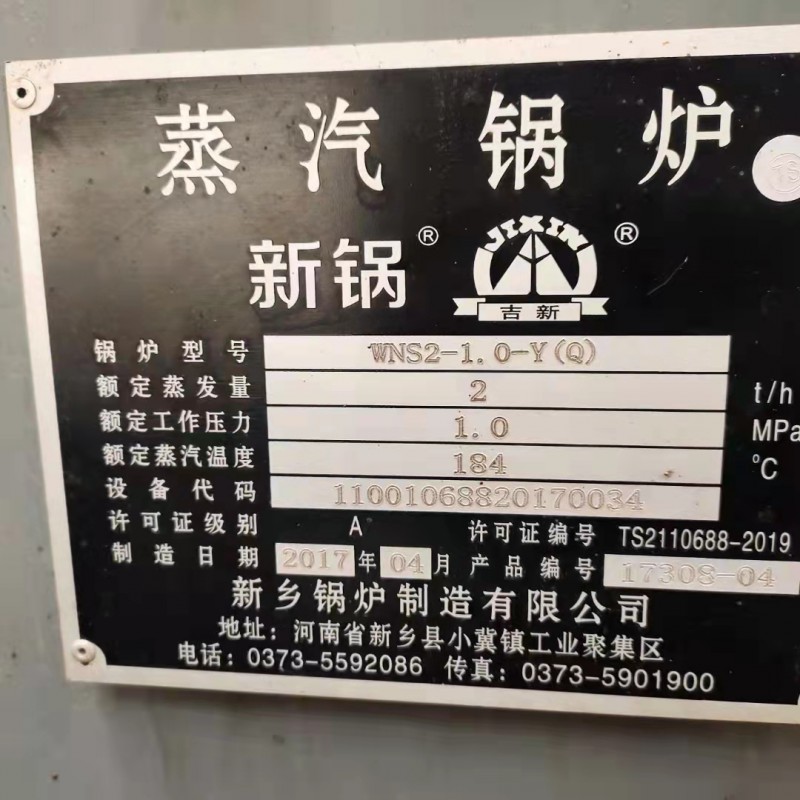 蒸汽锅炉
新锅® JIXIN 吉新 ®
锅炉型号 WNS2-1.0-Y(Q)
额定蒸发量 2 t/h
额定工作压力 1.0 MPa
额定蒸汽温度 184 ℃
设备代码 11001068820170034
许可证级别 A 许可证编号 TS2110688-2019
制造日期 2017年04月 产品编号 17308-04
新乡锅炉制造有限公司
地址：河南省新乡县小冀镇工业聚集区
电话：0373-5592086 传真：0373-5901900